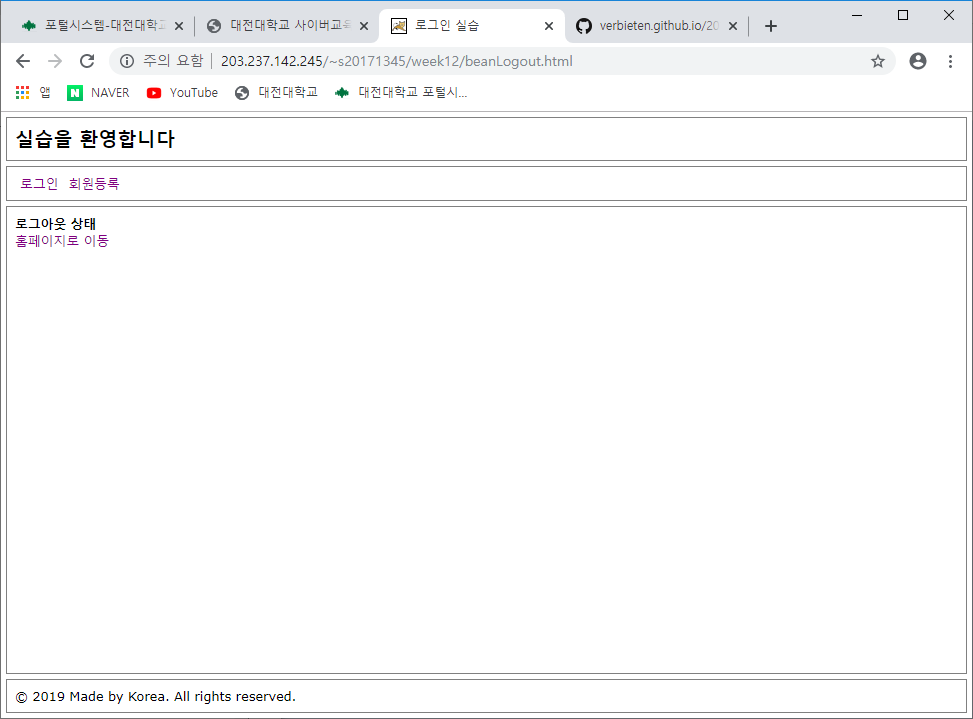 포털시스템-대전대학교
대전대학교 사이버교육
로그인 실습
verbieten.github.io/20
주의 요함 | 203.237.142.245/~s20171345/week12/beanLogout.html
앱 NAVER YouTube 대전대학교 대전대학교 포털시...
실습을 환영합니다
로그인 회원등록
로그아웃 상태
홈페이지로 이동
© 2019 Made by Korea. All rights reserved.